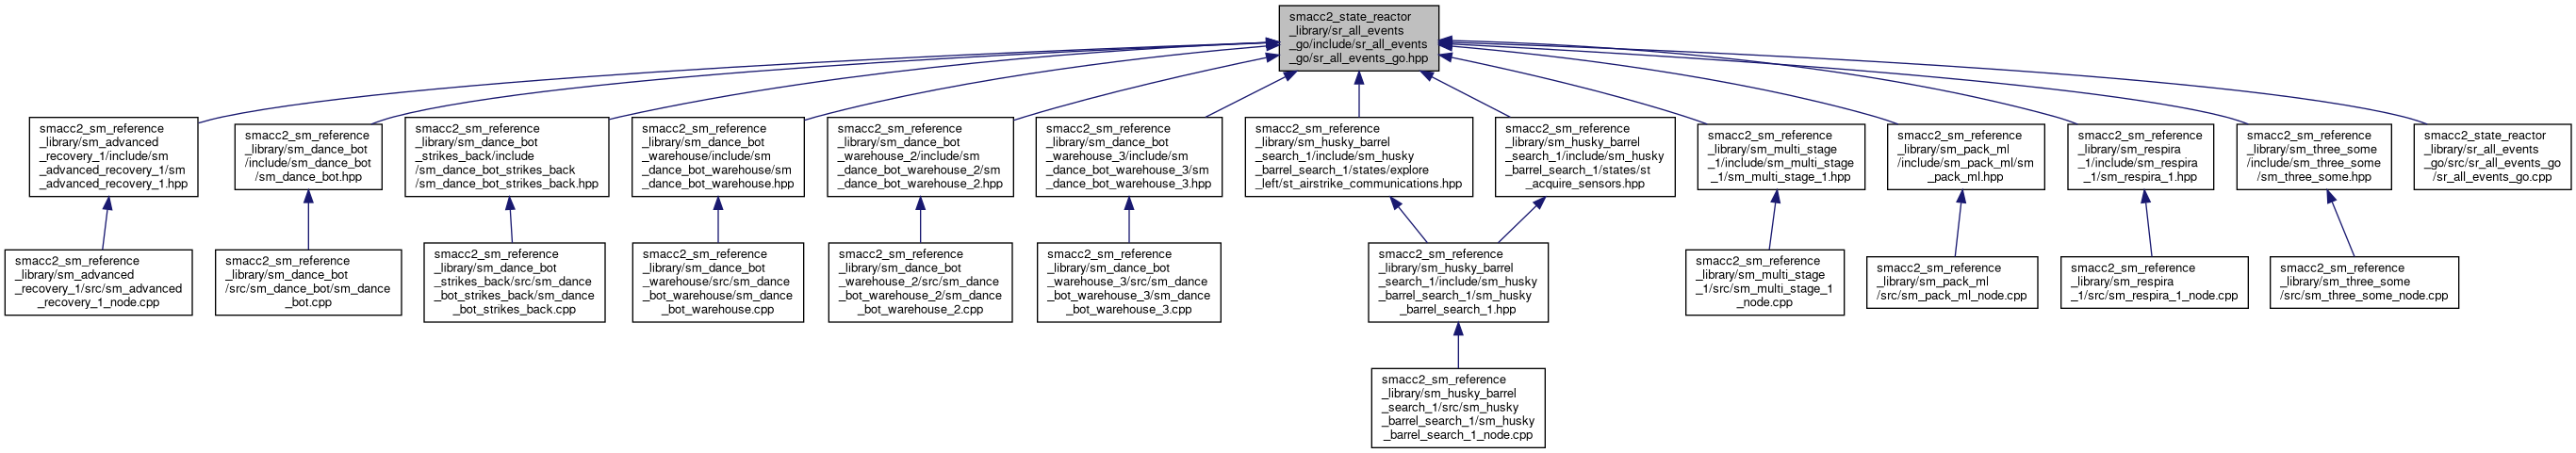 smacc2_state_reactor
_library/sr_all_events
_go/include/sr_all_events
_go/sr_all_events_go.hpp
smacc2_sm_reference
_library/sm_advanced
_recovery_1/include/sm
_advanced_recovery_1/sm
_advanced_recovery_1.hpp
smacc2_sm_reference
_library/sm_dance_bot
/include/sm_dance_bot
/sm_dance_bot.hpp
smacc2_sm_reference
_library/sm_dance_bot
_strikes_back/include
/sm_dance_bot_strikes_back
/sm_dance_bot_strikes_back.hpp
smacc2_sm_reference
_library/sm_dance_bot
_warehouse/include/sm
_dance_bot_warehouse/sm
_dance_bot_warehouse.hpp
smacc2_sm_reference
_library/sm_dance_bot
_warehouse_2/include/sm
_dance_bot_warehouse_2/sm
_dance_bot_warehouse_2.hpp
smacc2_sm_reference
_library/sm_dance_bot
_warehouse_3/include/sm
_dance_bot_warehouse_3/sm
_dance_bot_warehouse_3.hpp
smacc2_sm_reference
_library/sm_husky_barrel
_search_1/include/sm_husky
_barrel_search_1/states/explore
_left/st_airstrike_communications.hpp
smacc2_sm_reference
_library/sm_husky_barrel
_search_1/include/sm_husky
_barrel_search_1/states/st
_acquire_sensors.hpp
smacc2_sm_reference
_library/sm_multi_stage
_1/include/sm_multi_stage
_1/sm_multi_stage_1.hpp
smacc2_sm_reference
_library/sm_pack_ml
/include/sm_pack_ml/sm
_pack_ml.hpp
smacc2_sm_reference
_library/sm_respira
_1/include/sm_respira
_1/sm_respira_1.hpp
smacc2_sm_reference
_library/sm_three_some
/include/sm_three_some
/sm_three_some.hpp
smacc2_state_reactor
_library/sr_all_events
_go/src/sr_all_events_go
/sr_all_events_go.cpp
smacc2_sm_reference
_library/sm_advanced
_recovery_1/src/sm_advanced
_recovery_1_node.cpp
smacc2_sm_reference
_library/sm_dance_bot
/src/sm_dance_bot/sm_dance
_bot.cpp
smacc2_sm_reference
_library/sm_dance_bot
_strikes_back/src/sm_dance
_bot_strikes_back/sm_dance
_bot_strikes_back.cpp
smacc2_sm_reference
_library/sm_dance_bot
_warehouse/src/sm_dance
_bot_warehouse/sm_dance
_bot_warehouse.cpp
smacc2_sm_reference
_library/sm_dance_bot
_warehouse_2/src/sm_dance
_bot_warehouse_2/sm_dance
_bot_warehouse_2.cpp
smacc2_sm_reference
_library/sm_dance_bot
_warehouse_3/src/sm_dance
_bot_warehouse_3/sm_dance
_bot_warehouse_3.cpp
smacc2_sm_reference
_library/sm_husky_barrel
_search_1/include/sm_husky
_barrel_search_1/sm_husky
_barrel_search_1.hpp
smacc2_sm_reference
_library/sm_multi_stage
_1/src/sm_multi_stage_1
_node.cpp
smacc2_sm_reference
_library/sm_pack_ml
/src/sm_pack_ml_node.cpp
smacc2_sm_reference
_library/sm_respira
_1/src/sm_respira_1_node.cpp
smacc2_sm_reference
_library/sm_three_some
/src/sm_three_some_node.cpp
smacc2_sm_reference
_library/sm_husky_barrel
_search_1/src/sm_husky
_barrel_search_1/sm_husky
_barrel_search_1_node.cpp